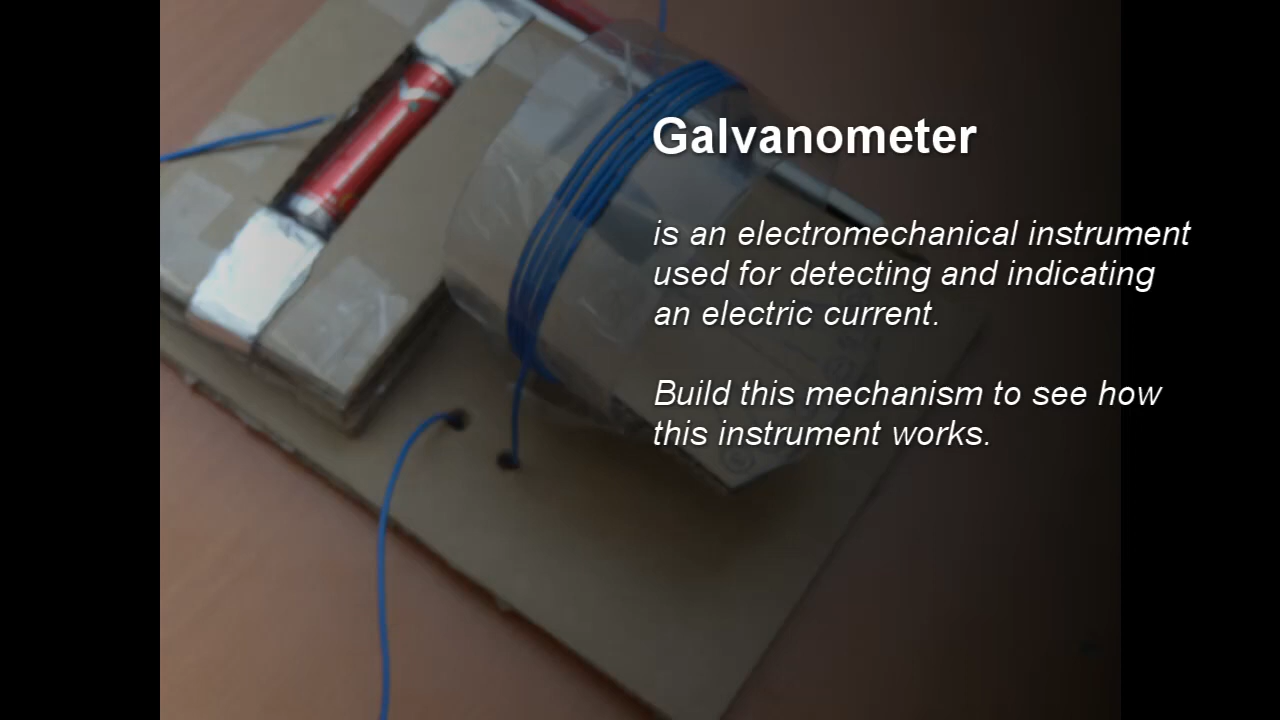 Galvanometer
is an electromechanical instrument
used for detecting and indicating
an electric current.
Build this mechanism to see how
this instrument works.